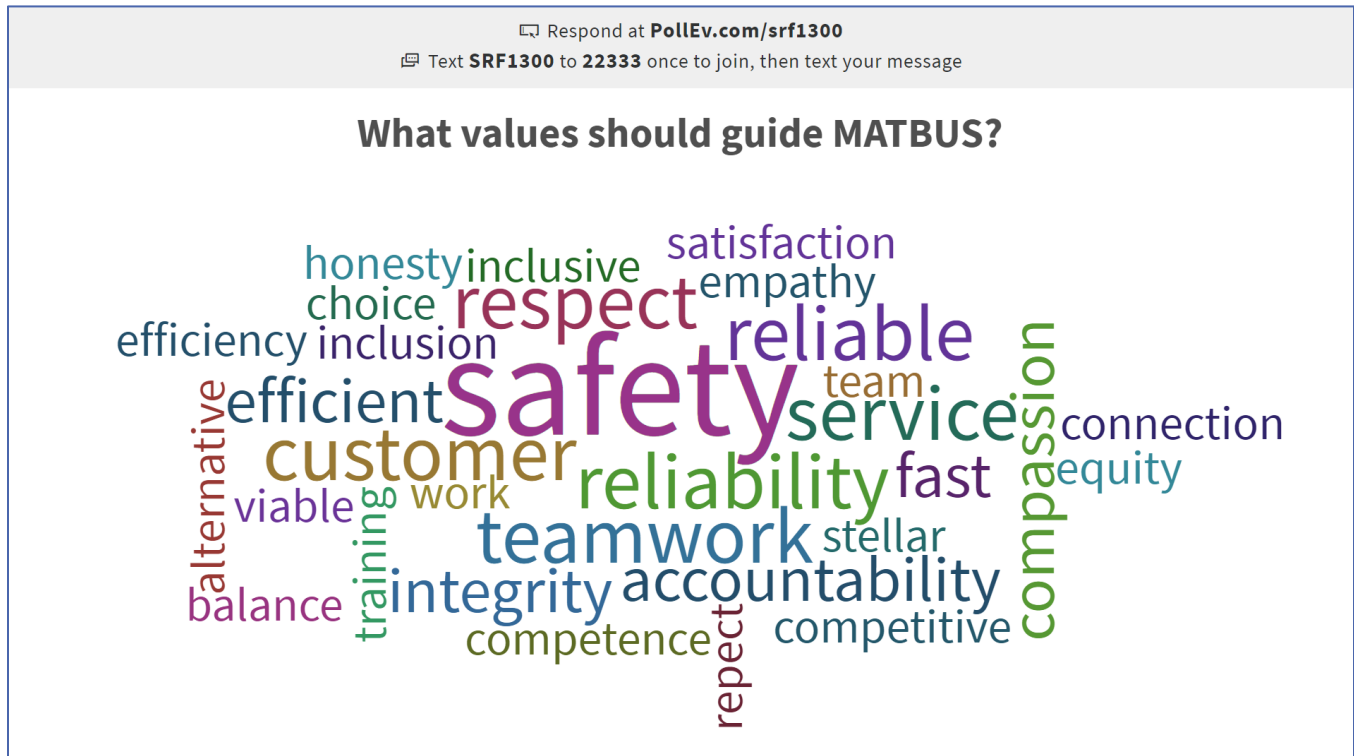 Respond at PollEv.com/srf1300
Text SRF1300 to 22333 once to join, then text your message
What values should guide MATBUS?
satisfaction
honesty inclusive
empathy
choice respect
reliable
efficiency inclusion
safety
team
compassion
alternative
efficient
service
connection
customer
reliability
fast
equity
viable
training
work
teamwork
stellar
balance
integrity
accountability
competence
repect
competitive